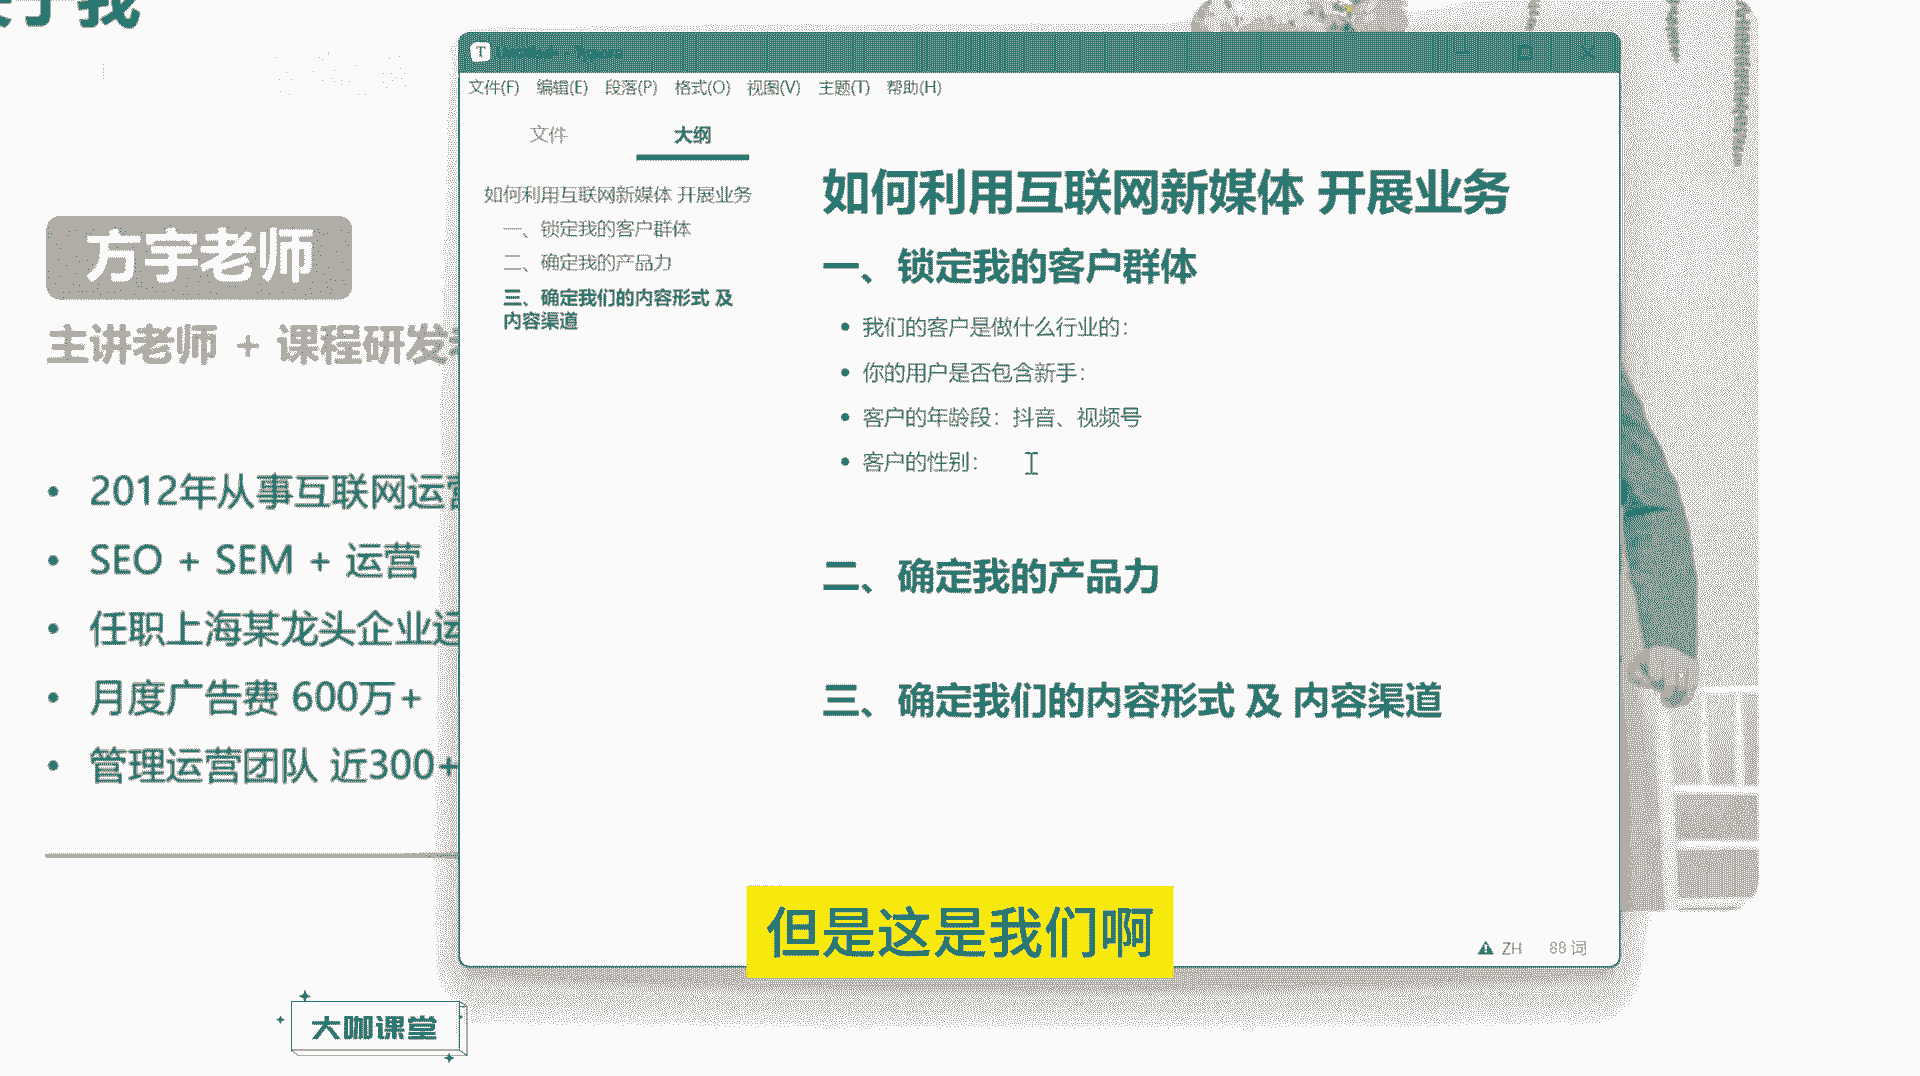 于我
方宇老师
主讲老师 + 课程研发
2012年从事互联网运营
SEO + SEM + 运营
任职上海某龙头企业运
月度广告费 600万+
管理运营团队 近300+
大咖课堂
T
文件(F) 编辑(E) 段落(P) 格式(O) 视图(V) 主题(T) 帮助(H)
文件 大纲
如何利用互联网新媒体 开展业务
一、锁定我的客户群体
二、确定我的产品力
三、确定我们的内容形式 及
内容渠道
如何利用互联网新媒体 开展业务
一、锁定我的客户群体
我们的客户是做什么行业的：
你的用户是否包含新手：
客户的年龄段：抖音、视频号
客户的性别：
二、确定我的产品力
三、确定我们的内容形式 及 内容渠道
ZH 88 词
但是这是我们啊